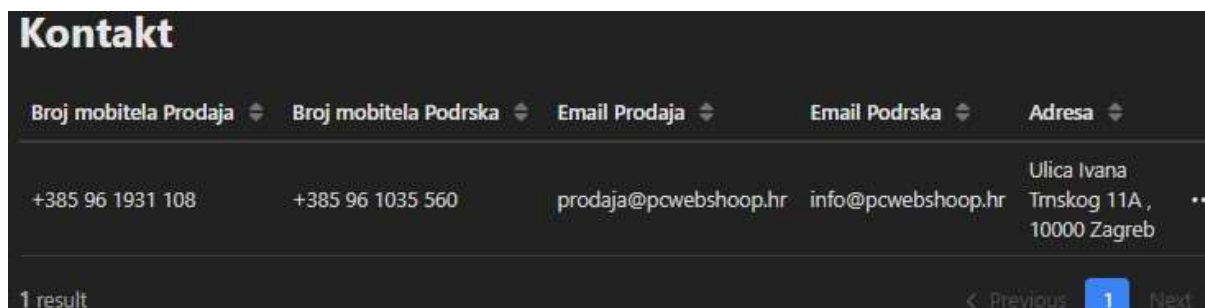 Kontakt
Broj mobitela Prodaja Broj mobitela Podrska Email Prodaja Email Podrska Adresa
+385 96 1931 108 +385 96 1035 560 prodaja@pcwebshoop.hr info@pcwebshoop.hr Ulica Ivana
Trnskog 11A ,
10000 Zagreb
1 result < Previous 1 Next